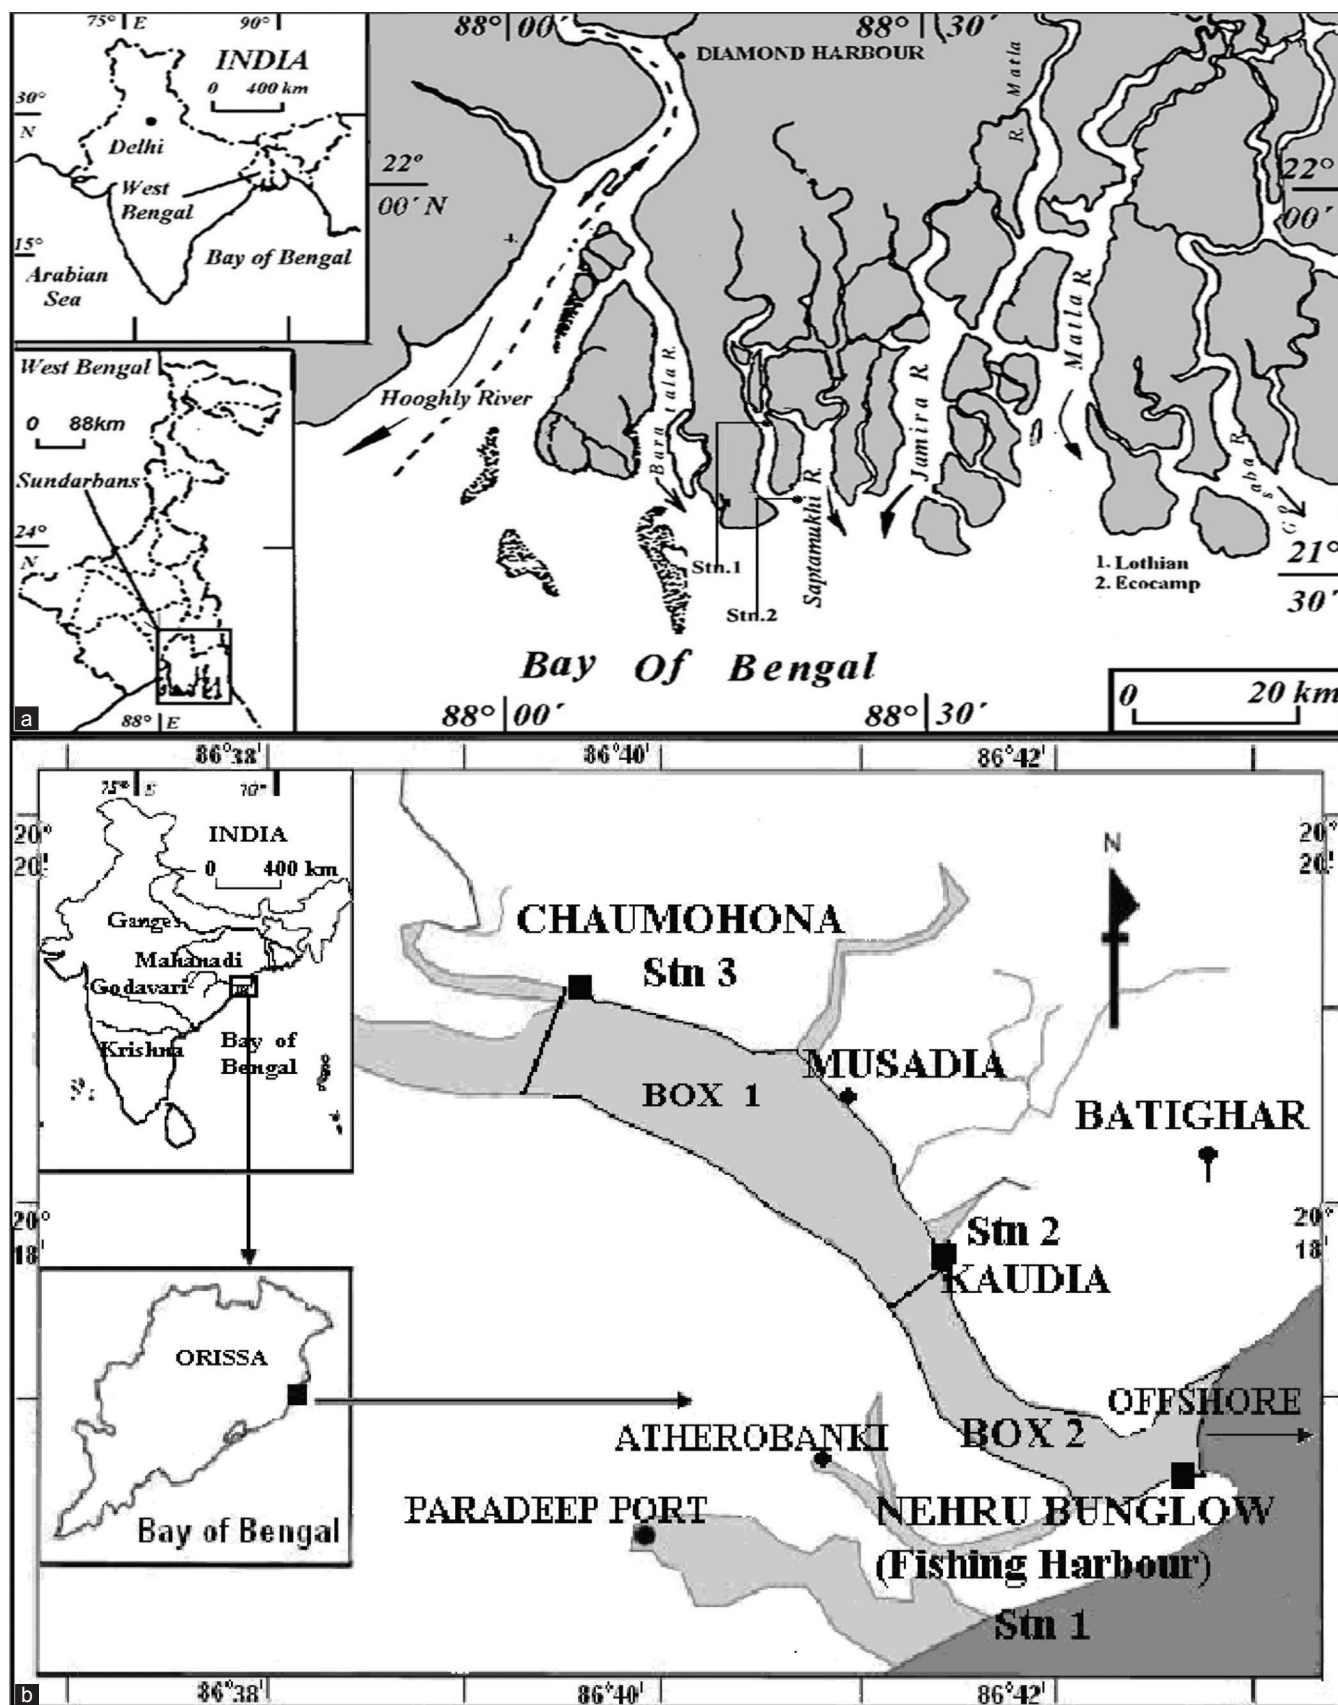 75° E 90°
INDIA
0 400 km
30°
N
Delhi
West
Bengal
15°
Arabian
Sea
Bay of Bengal
West Bengal
0 88km
Sundarbans
24°
N
88° E
a
88° 00′ 88° 30′
DIAMOND HARBOUR
Matla
R.
22°
00′ N
22°
00′
Hooghly River
Baratala R.
Saptamukhi R.
Jamira R.
Matla R.
Stn.1
Stn.2
1. Lothian
2. Ecocamp
21°
30′
Bay Of Bengal
0 20 km
88° 00′ 88° 30′
86°38' 86°40' 86°42'
75° E
INDIA
0 400 km
Ganges
Mahanadi
Godavari
Krishna
Bay of
Bengal
20°
20'
20°
20'
N
CHAUMOHONA
Stn 3
MUSADIA
BOX 1
BATIGHAR
20°
18'
20°
18'
Stn 2
KAUDIA
ORISSA
Bay of Bengal
OFFSHORE
BOX 2
ATHEROBANKI
PARADEEP PORT
NEHRU BUNGLOW
(Fishing Harbour)
Stn 1
b
86°38' 86°40' 86°42'